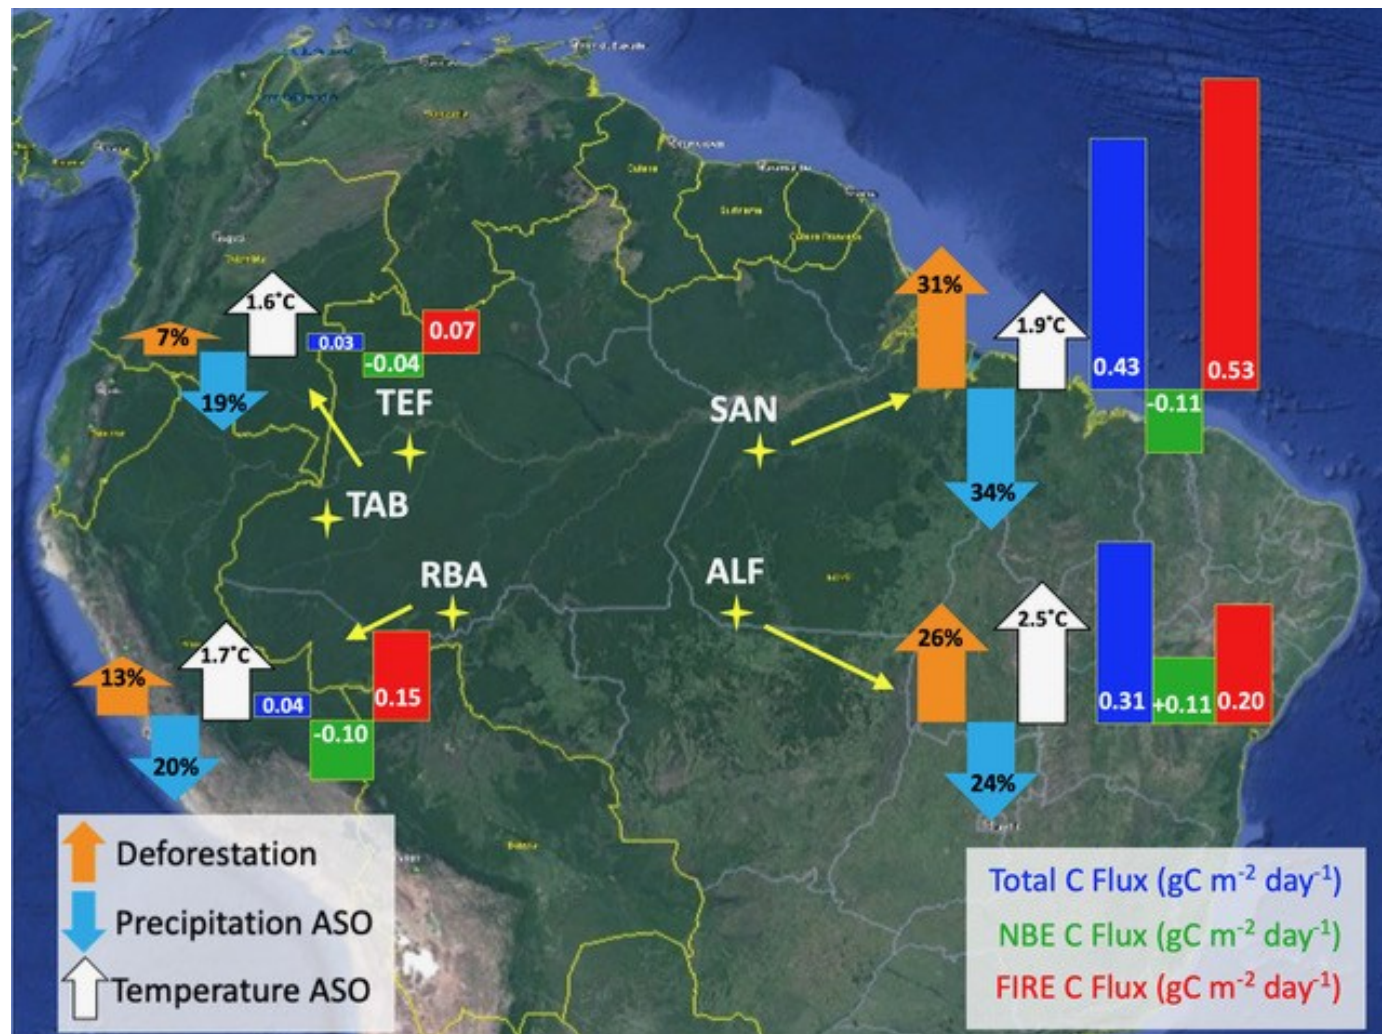 31%
1.6°C
1.9°C
7%
0.07
0.03
-0.04
0.43
0.53
19%
TEF
SAN
-0.11
34%
TAB
RBA
ALF
1.7°C
2.5°C
26%
13%
0.04
0.15
0.31
+0.11
0.20
-0.10
20%
24%
Deforestation
Precipitation ASO
Temperature ASO
Total C Flux (gC m⁻² day⁻¹)
NBE C Flux (gC m⁻² day⁻¹)
FIRE C Flux (gC m⁻² day⁻¹)